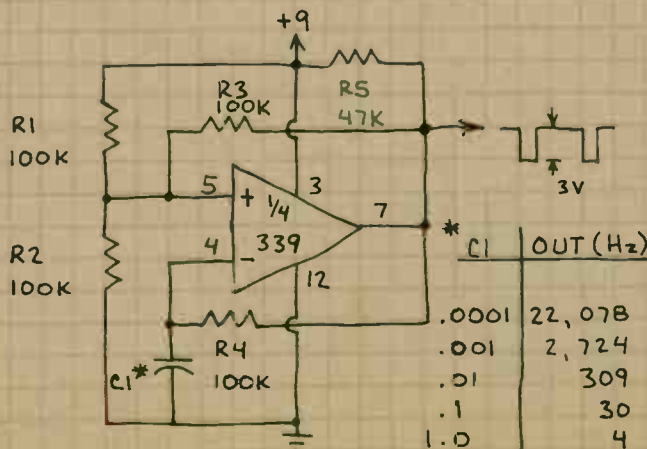 +9
R5
47K
R3
100K
R1
100K
5
+
3
1/4
339
7
4
-
12
3V
R2
100K
R4
100K
C1*
* C1 OUT (Hz)
.0001 22,078
.001 2,724
.01 309
.1 30
1.0 4